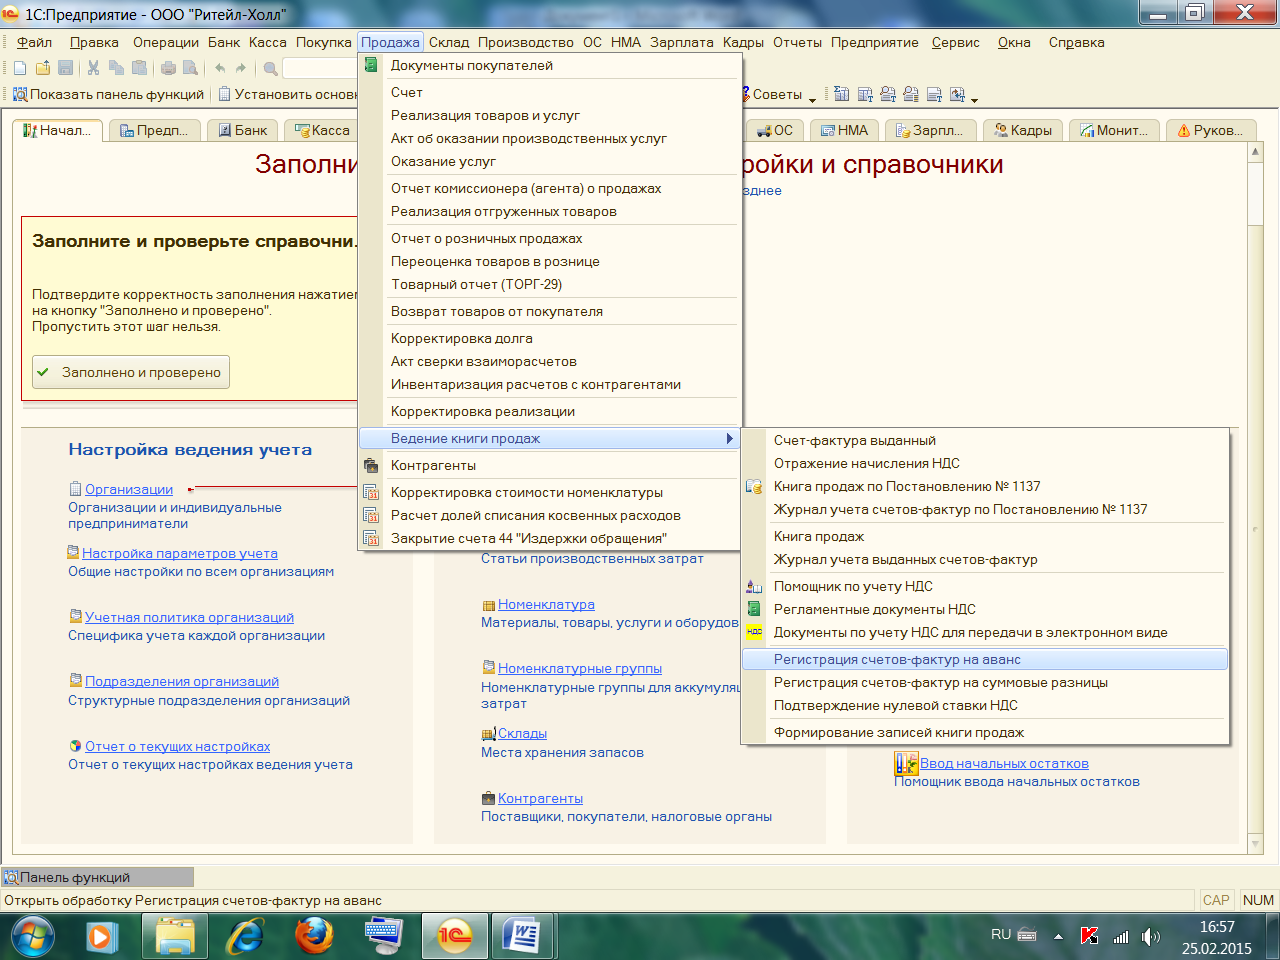 1С:Предприятие - ООО "Ритейл-Холл"
Файл Правка Операции Банк Касса Покупка Продажа Склад Производство ОС НМА Зарплата Кадры Отчеты Предприятие Сервис Окна Справка
Показать панель функций Установить основн Советы
Начал... Предп... Банк Касса ОС НМА Зарпл... Кадры Монит... Руков...
Документы покупателей
Счет
Реализация товаров и услуг
Акт об оказании производственных услуг
Оказание услуг
Отчет комиссионера (агента) о продажах
Реализация отгруженных товаров
Отчет о розничных продажах
Переоценка товаров в рознице
Товарный отчет (ТОРГ-29)
Возврат товаров от покупателя
Корректировка долга
Акт сверки взаиморасчетов
Инвентаризация расчетов с контрагентами
Корректировка реализации
Ведение книги продаж
Контрагенты
Корректировка стоимости номенклатуры
Расчет долей списания косвенных расходов
Закрытие счета 44 "Издержки обращения"
Счет-фактура выданный
Отражение начисления НДС
Книга продаж по Постановлению № 1137
Журнал учета счетов-фактур по Постановлению № 1137
Книга продаж
Журнал учета выданных счетов-фактур
Помощник по учету НДС
Регламентные документы НДС
НДС Документы по учету НДС для передачи в электронном виде
Регистрация счетов-фактур на аванс
Регистрация счетов-фактур на суммовые разницы
Подтверждение нулевой ставки НДС
Формирование записей книги продаж
Заполни ройки и справочники
зднее
Заполните и проверьте справочни.
Подтвердите корректность заполнения нажатием
на кнопку "Заполнено и проверено".
Пропустить этот шаг нельзя.
Заполнено и проверено
Настройка ведения учета
Организации
Организации и индивидуальные
предприниматели
Настройка параметров учета
Общие настройки по всем организациям
Учетная политика организаций
Специфика учета каждой организации
Подразделения организаций
Структурные подразделения организаций
Отчет о текущих настройках
Отчет о текущих настройках ведения учета
Статьи производственных затрат
Номенклатура
Материалы, товары, услуги и оборудов
Номенклатурные группы
Номенклатурные группы для аккумуляц
затрат
Склады
Места хранения запасов
Контрагенты
Поставщики, покупатели, налоговые органы
Ввод начальных остатков
Помощник ввода начальных остатков
Панель функций
Открыть обработку Регистрация счетов-фактур на аванс CAP NUM
RU 16:57
25.02.2015